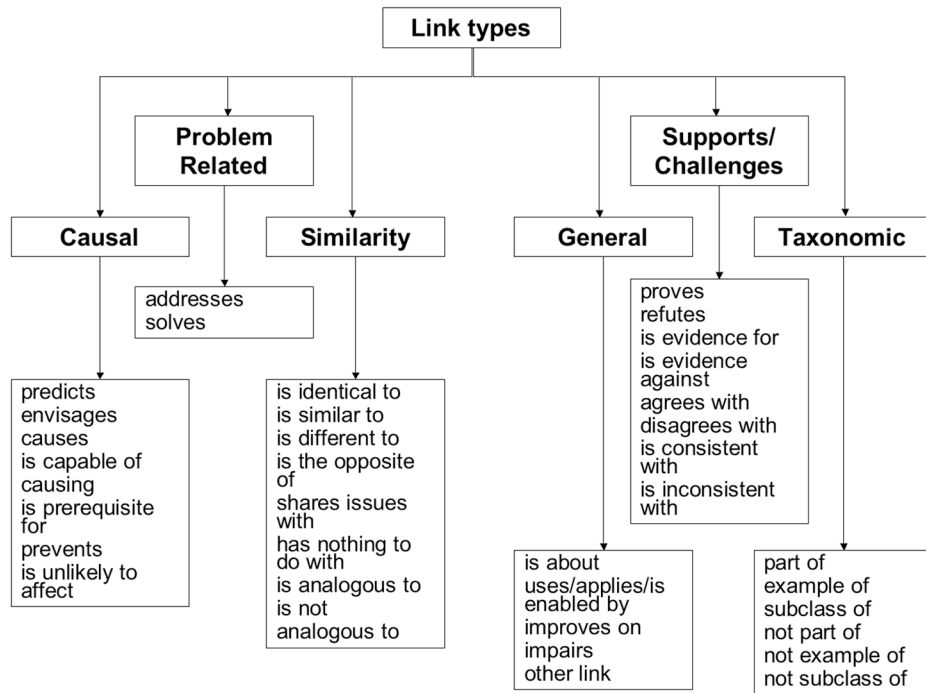 Link types
Problem
Related
Supports/
Challenges
Causal
Similarity
General
Taxonomic
addresses
solves
proves
refutes
is evidence for
is evidence
against
agrees with
disagrees with
is consistent
with
is inconsistent
with
predicts
envisages
causes
is capable of
causing
is prerequisite
for
prevents
is unlikely to
affect
is identical to
is similar to
is different to
is the opposite
of
shares issues
with
has nothing to
do with
is analogous to
is not
analogous to
is about
uses/applies/is
enabled by
improves on
impairs
other link
part of
example of
subclass of
not part of
not example of
not subclass of